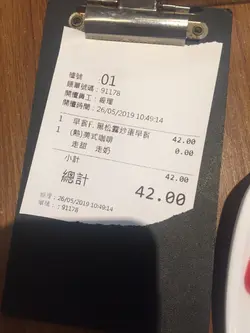 檯號: 01
賬單號碼: 91178
開檯員工: 經理
開檯時間: 26/05/2019 10:49:14
1 早餐F. 黑松露炒蛋早餐 42.00
1 (熱)美式咖啡 0.00
走甜 走奶
小計 42.00
總計 42.00
: 26/05/2019 10:49:14
: 91178